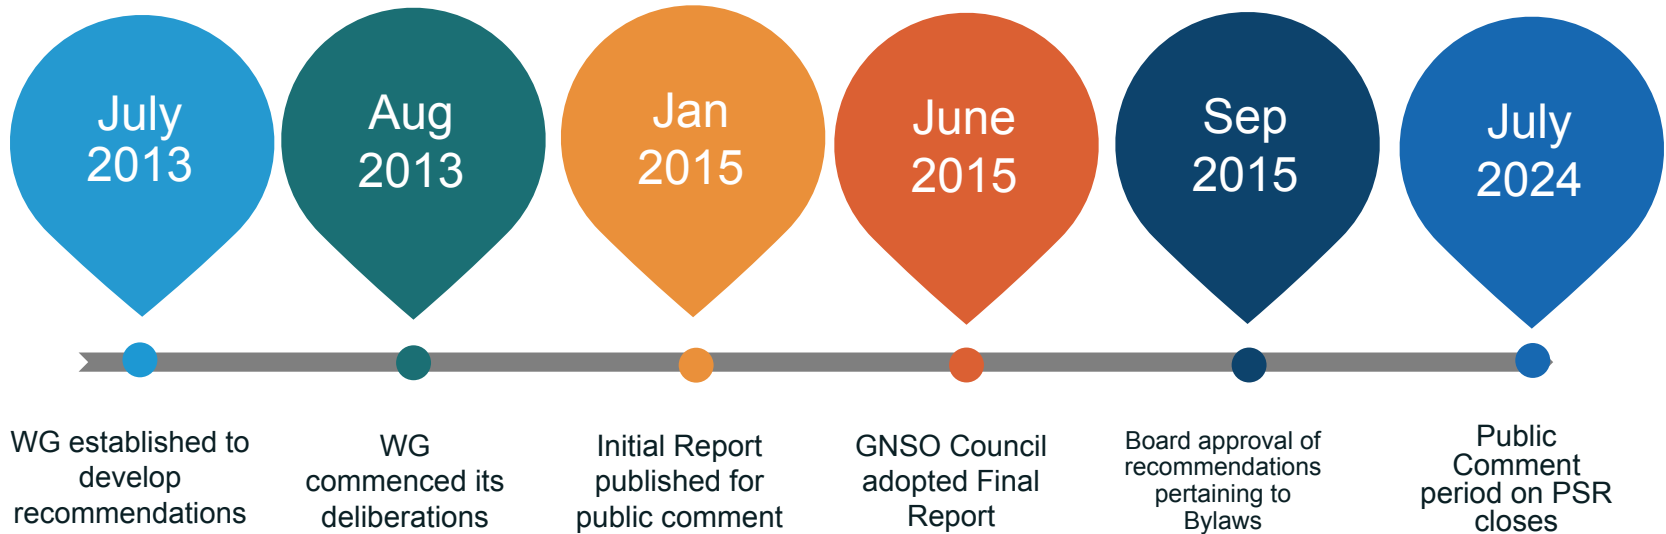 July
2013
Aug
2013
Jan
2015
June
2015
Sep
2015
July
2024
WG established to
develop
recommendations
WG
commenced its
deliberations
Initial Report
published for
public comment
GNSO Council
adopted Final
Report
Board approval of
recommendations
pertaining to
Bylaws
Public
Comment
period on PSR
closes